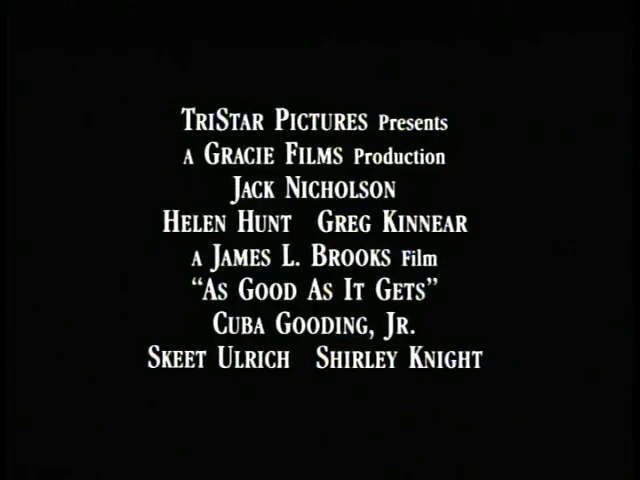 TRISTAR PICTURES Presents
A GRACIE FILMS Production
JACK NICHOLSON
HELEN HUNT GREG KINNEAR
A JAMES L. BROOKS Film
“AS GOOD AS IT GETS”
CUBA GOODING, JR.
SKEET ULRICH SHIRLEY KNIGHT